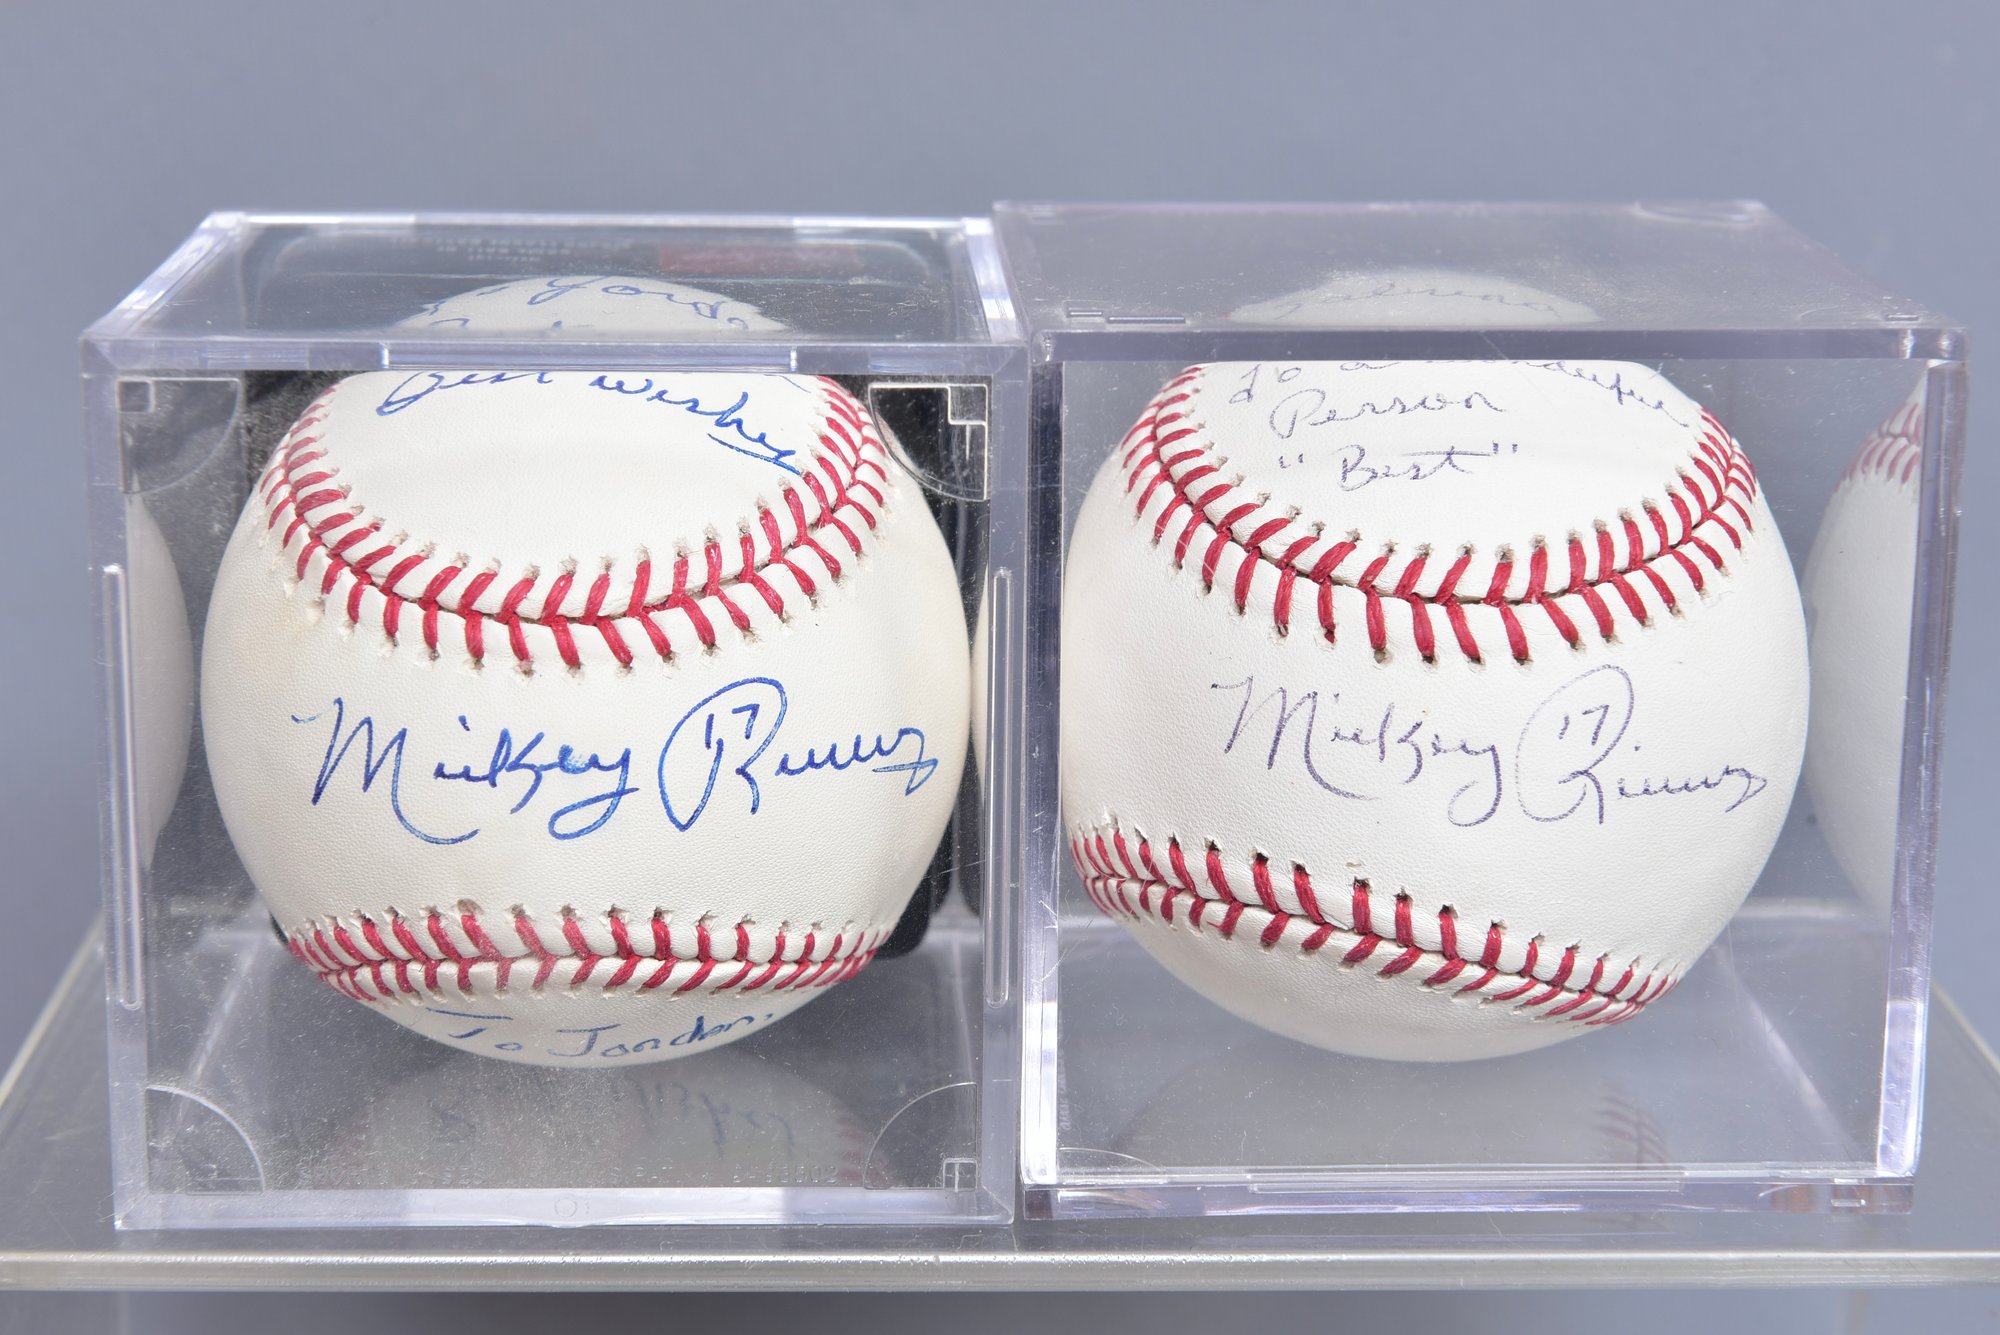 Best Wishes
Mickey Rivers
17
To Jordan,
To a Wonderful
Person
"Best"
Mickey Rivers
17